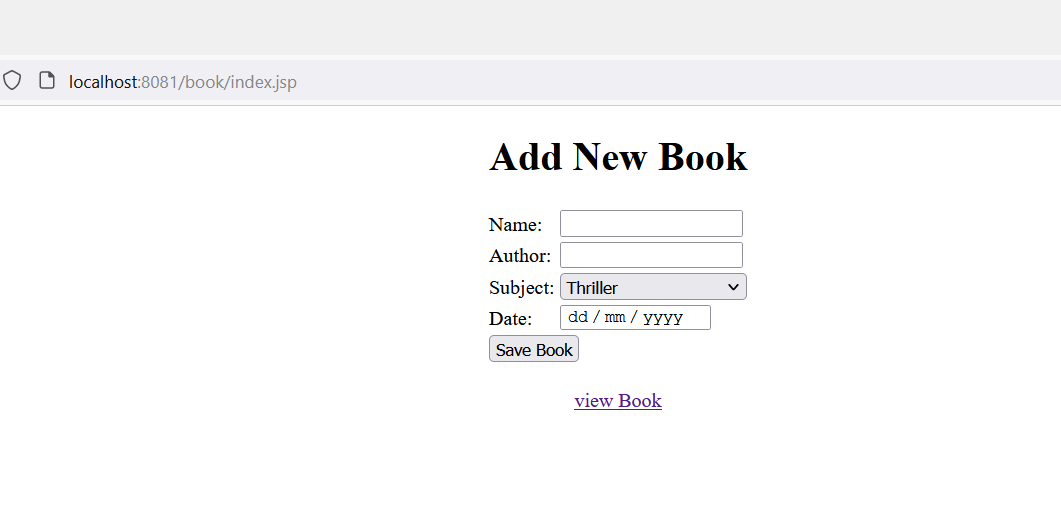 localhost:8081/book/index.jsp
Add New Book
Name:
Author:
Subject: Thriller
Date: dd / mm / yyyy
Save Book
view Book